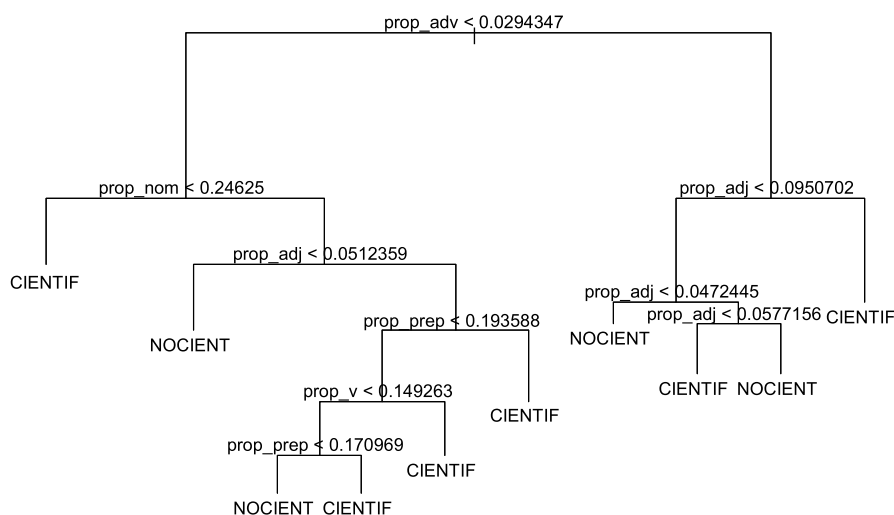 prop_adv < 0.0294347
prop_nom < 0.24625
prop_adj < 0.0950702
CIENTIF
prop_adj < 0.0512359
prop_adj < 0.0472445
prop_adj < 0.0577156
CIENTIF
NOCIENT
prop_prep < 0.193588
NOCIENT
CIENTIF
NOCIENT
prop_v < 0.149263
CIENTIF
prop_prep < 0.170969
CIENTIF
NOCIENT
CIENTIF